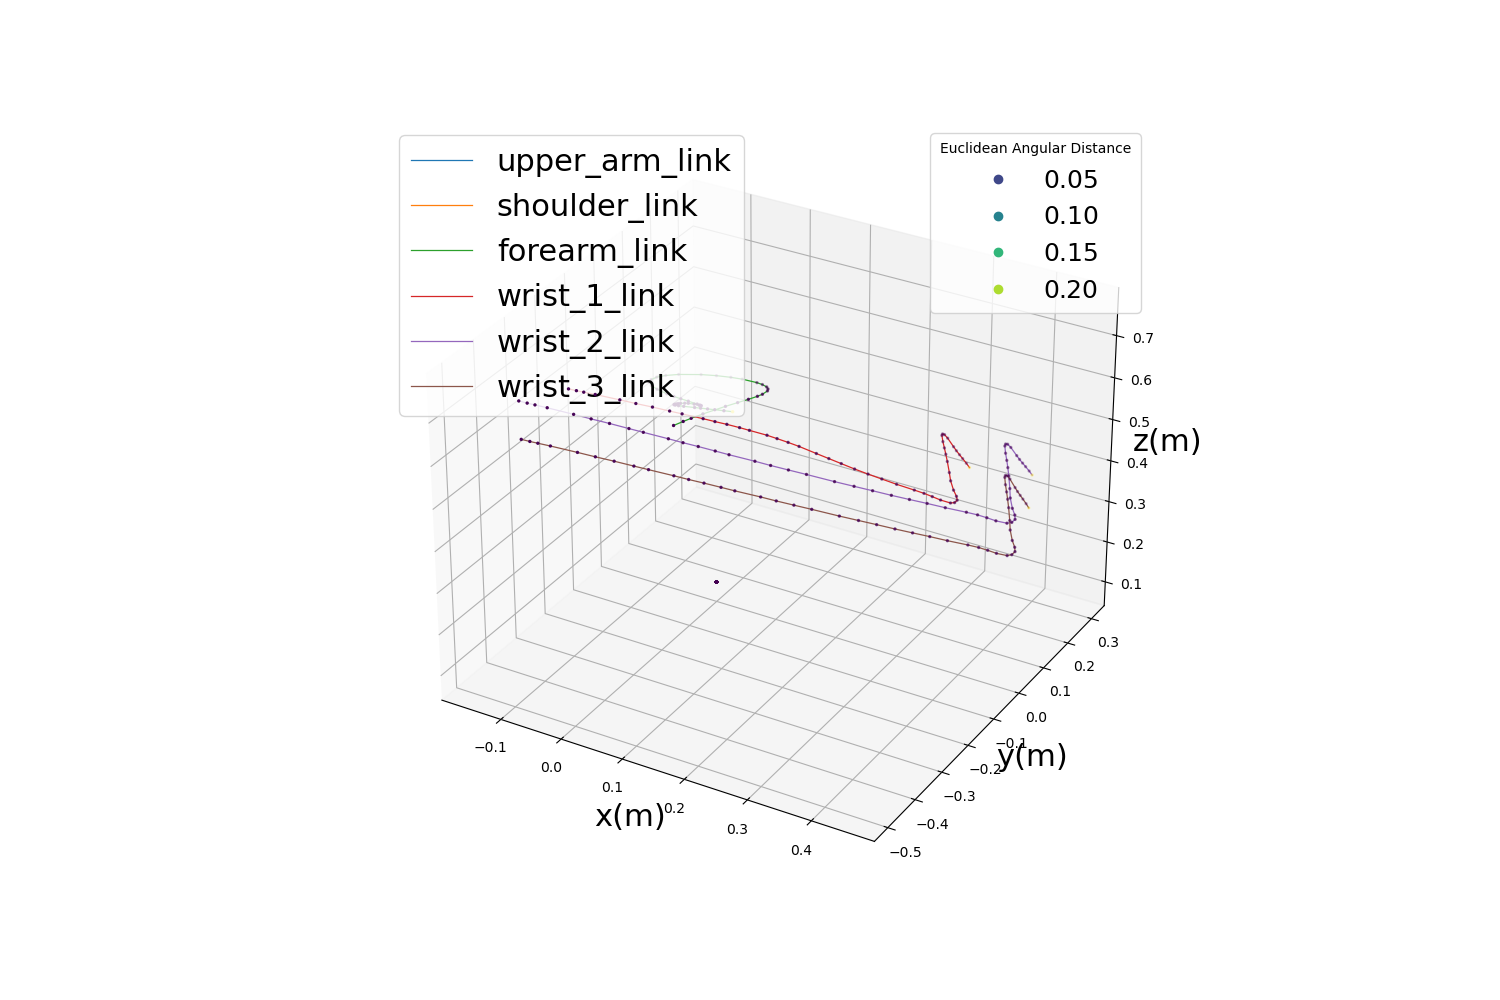 upper_arm_link
shoulder_link
forearm_link
wrist_1_link
wrist_2_link
wrist_3_link
Euclidean Angular Distance
0.05
0.10
0.15
0.20
0.7
0.6
0.5
0.4
0.3
0.2
0.1
z(m)
0.3
0.2
0.1
0.0
−0.1
−0.2
−0.3
−0.4
−0.5
y(m)
−0.1
0.0
0.1
0.2
0.3
0.4
x(m)